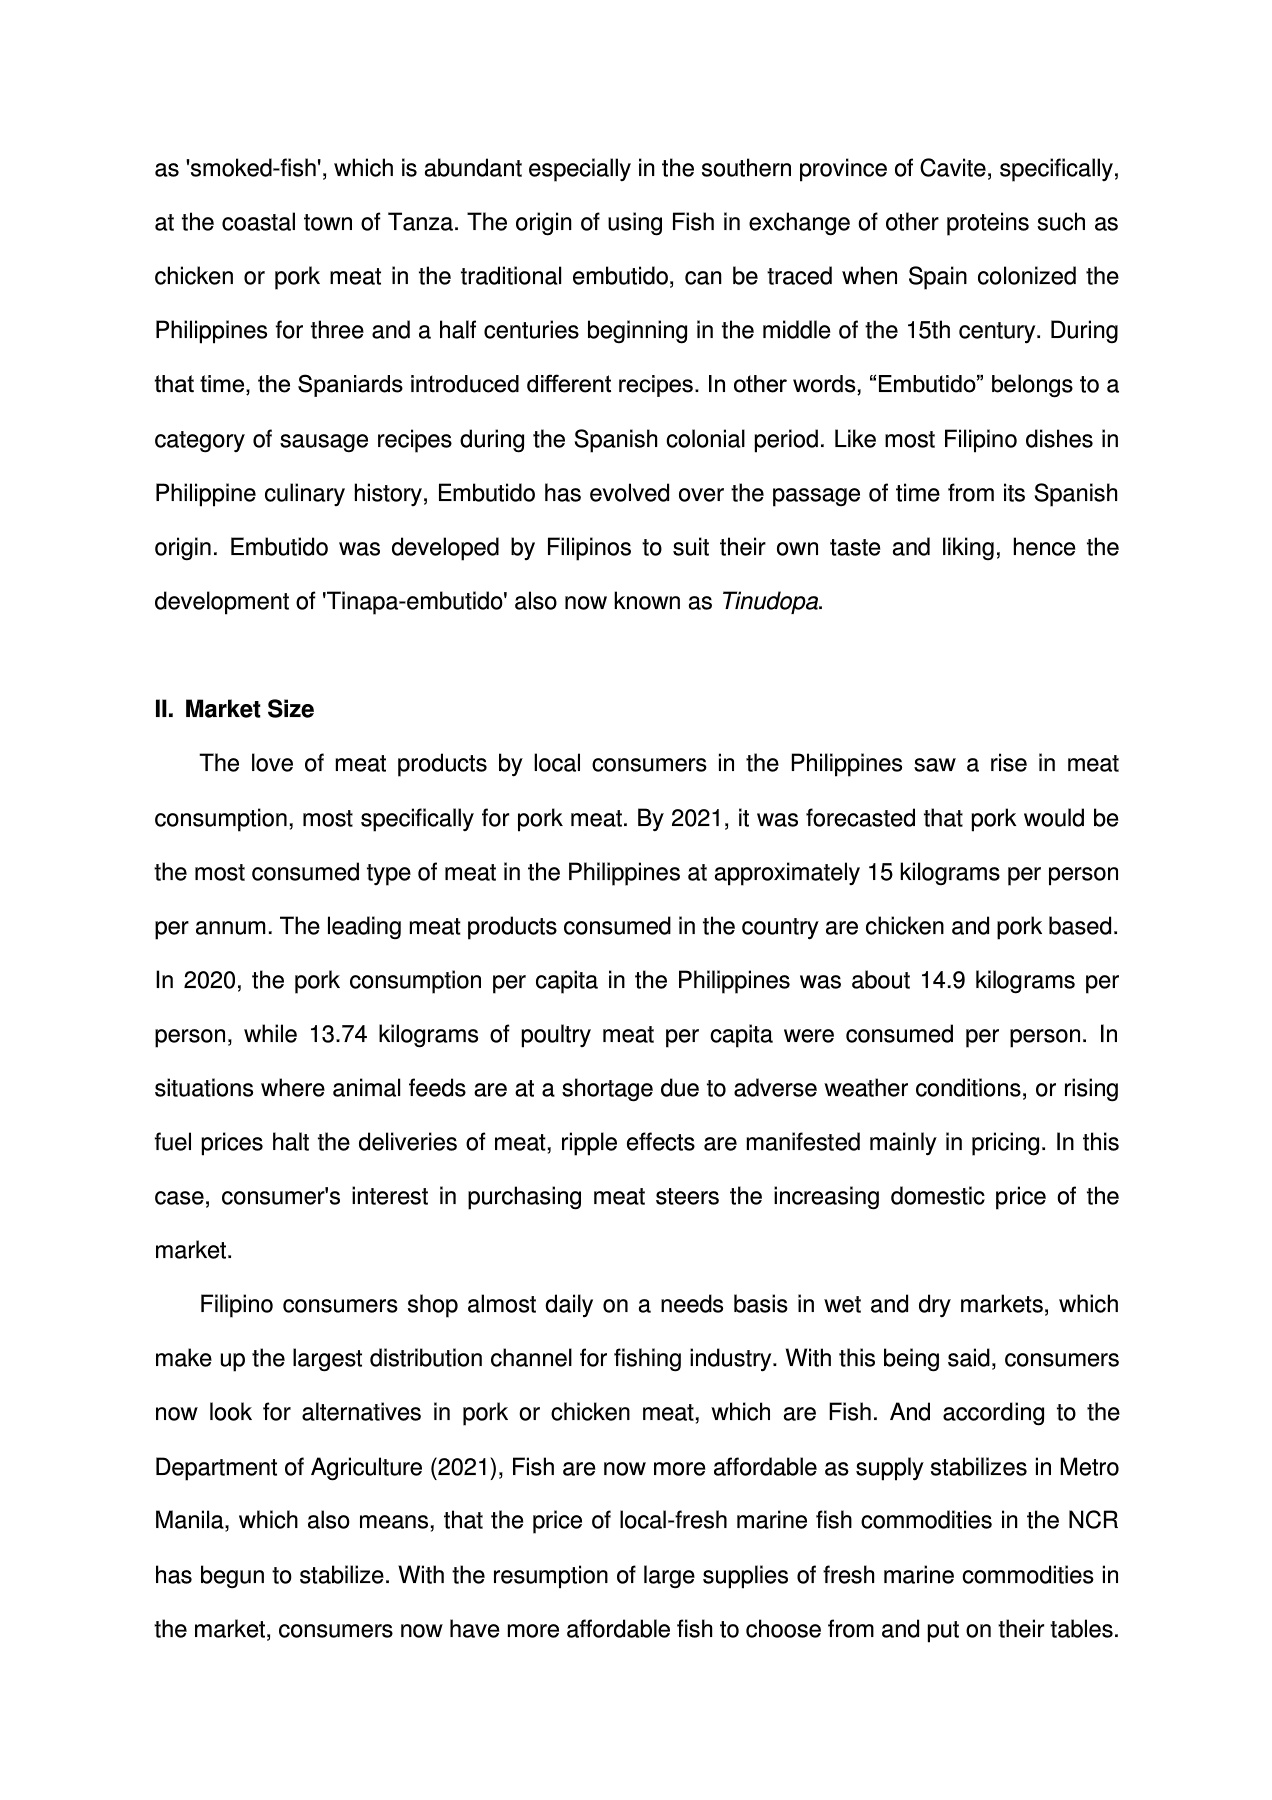 as 'smoked-fish', which is abundant especially in the southern province of Cavite, specifically,
at the coastal town of Tanza. The origin of using Fish in exchange of other proteins such as
chicken or pork meat in the traditional embutido, can be traced when Spain colonized the
Philippines for three and a half centuries beginning in the middle of the 15th century. During
that time, the Spaniards introduced different recipes. In other words, “Embutido” belongs to a
category of sausage recipes during the Spanish colonial period. Like most Filipino dishes in
Philippine culinary history, Embutido has evolved over the passage of time from its Spanish
origin. Embutido was developed by Filipinos to suit their own taste and liking, hence the
development of 'Tinapa-embutido' also now known as Tinudopa.
II. Market Size
The love of meat products by local consumers in the Philippines saw a rise in meat
consumption, most specifically for pork meat. By 2021, it was forecasted that pork would be
the most consumed type of meat in the Philippines at approximately 15 kilograms per person
per annum. The leading meat products consumed in the country are chicken and pork based.
In 2020, the pork consumption per capita in the Philippines was about 14.9 kilograms per
person, while 13.74 kilograms of poultry meat per capita were consumed per person. In
situations where animal feeds are at a shortage due to adverse weather conditions, or rising
fuel prices halt the deliveries of meat, ripple effects are manifested mainly in pricing. In this
case, consumer's interest in purchasing meat steers the increasing domestic price of the
market.
Filipino consumers shop almost daily on a needs basis in wet and dry markets, which
make up the largest distribution channel for fishing industry. With this being said, consumers
now look for alternatives in pork or chicken meat, which are Fish. And according to the
Department of Agriculture (2021), Fish are now more affordable as supply stabilizes in Metro
Manila, which also means, that the price of local-fresh marine fish commodities in the NCR
has begun to stabilize. With the resumption of large supplies of fresh marine commodities in
the market, consumers now have more affordable fish to choose from and put on their tables.